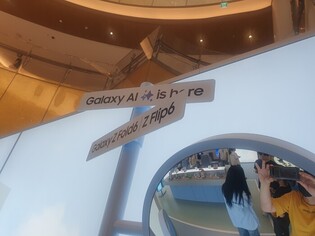 Galaxy AI is here
Galaxy Z Fold6 | Z Flip6